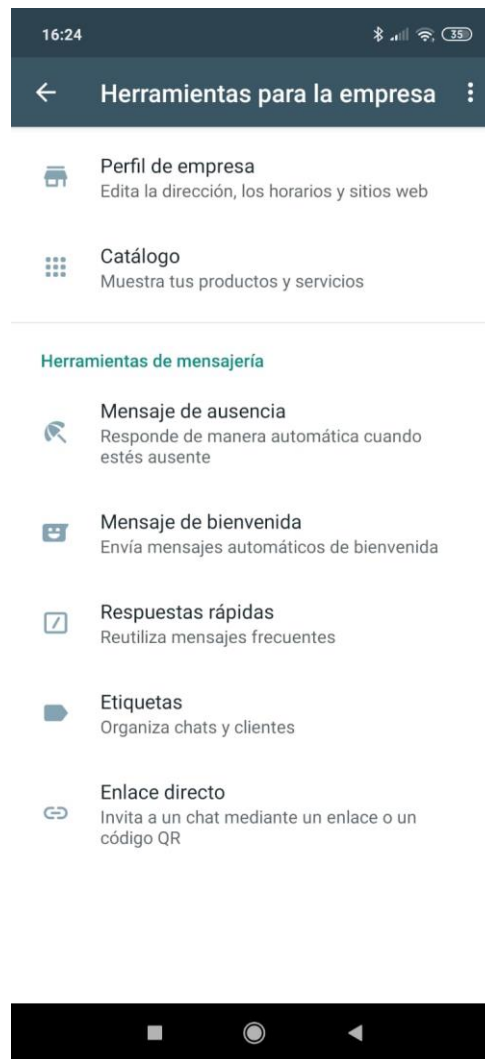 16:24
35
Herramientas para la empresa
Perfil de empresa
Edita la dirección, los horarios y sitios web
Catálogo
Muestra tus productos y servicios
Herramientas de mensajería
Mensaje de ausencia
Responde de manera automática cuando
estés ausente
Mensaje de bienvenida
Envía mensajes automáticos de bienvenida
Respuestas rápidas
Reutiliza mensajes frecuentes
Etiquetas
Organiza chats y clientes
Enlace directo
Invita a un chat mediante un enlace o un
código QR